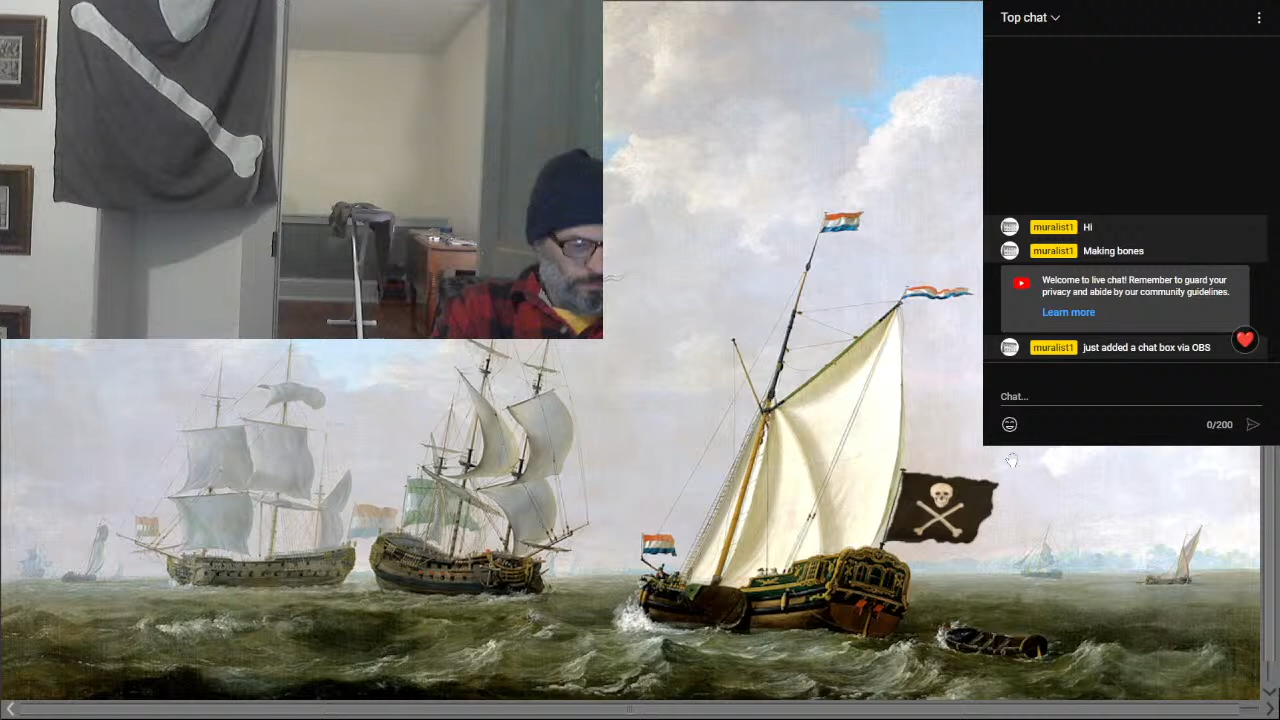 Top chat
muralist1 Hi
muralist1 Making bones
Welcome to live chat! Remember to guard your
privacy and abide by our community guidelines.
Learn more
muralist1 just added a chat box via OBS
Chat...
0/200